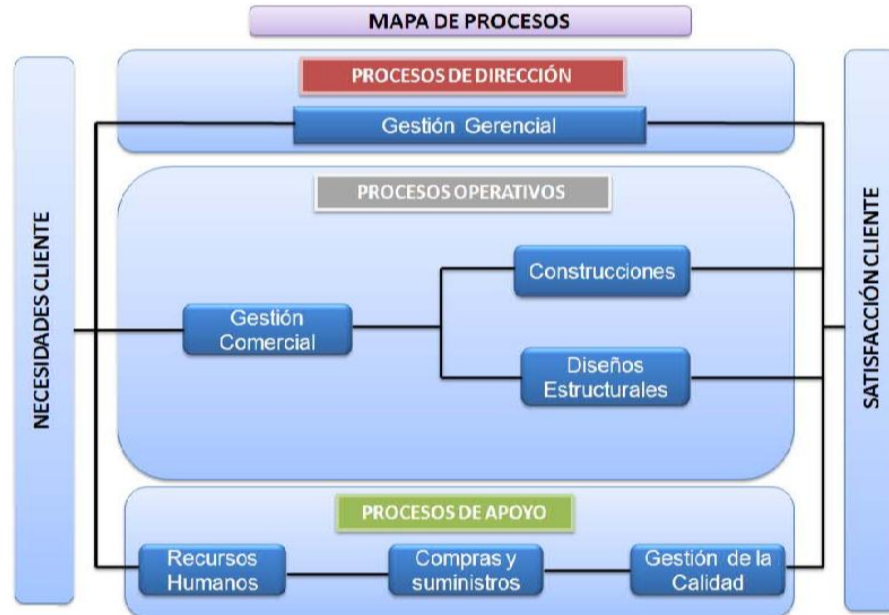 MAPA DE PROCESOS
NECESIDADES CLIENTE
PROCESOS DE DIRECCIÓN
Gestión Gerencial
PROCESOS OPERATIVOS
Gestión
Comercial
Construcciones
Diseños
Estructurales
PROCESOS DE APOYO
Recursos
Humanos
Compras y
suministros
Gestión de la
Calidad
SATISFACCIÓN CLIENTE